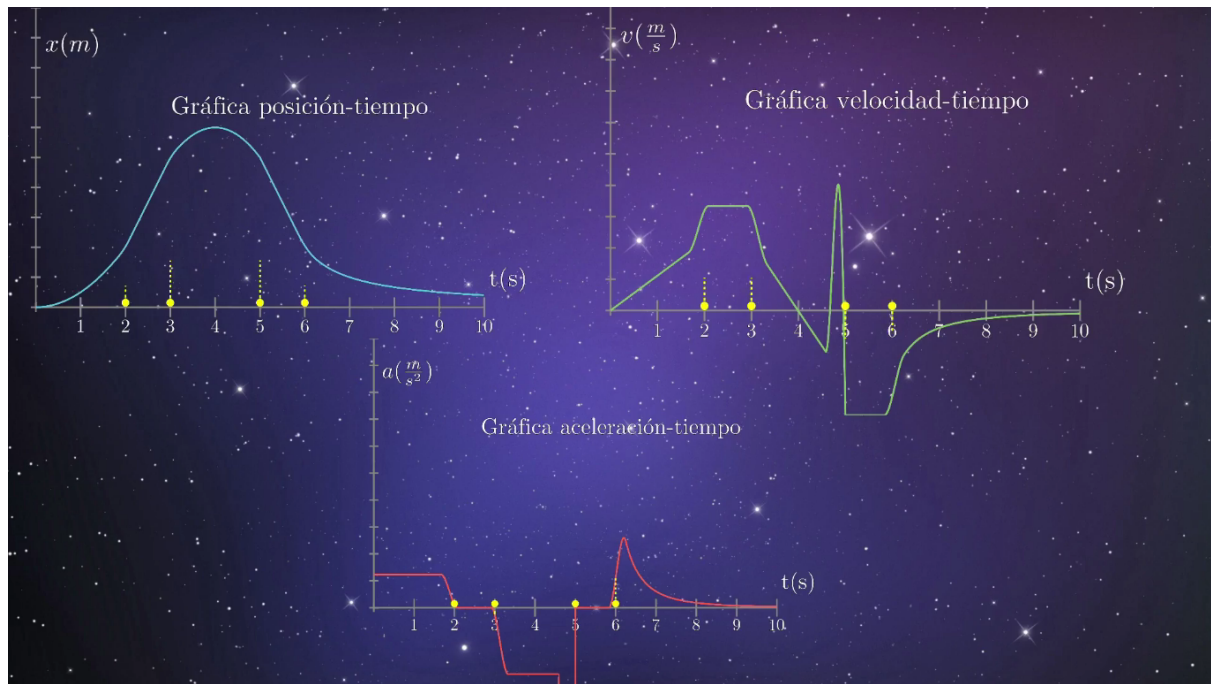 x(m)
Gráfica posición-tiempo
t(s)
1 2 3 4 5 6 7 8 9 10
v(m/s)
Gráfica velocidad-tiempo
t(s)
1 2 3 4 5 6 7 8 9 10
a(m/s²)
Gráfica aceleración-tiempo
t(s)
1 2 3 4 5 6 7 8 9 10